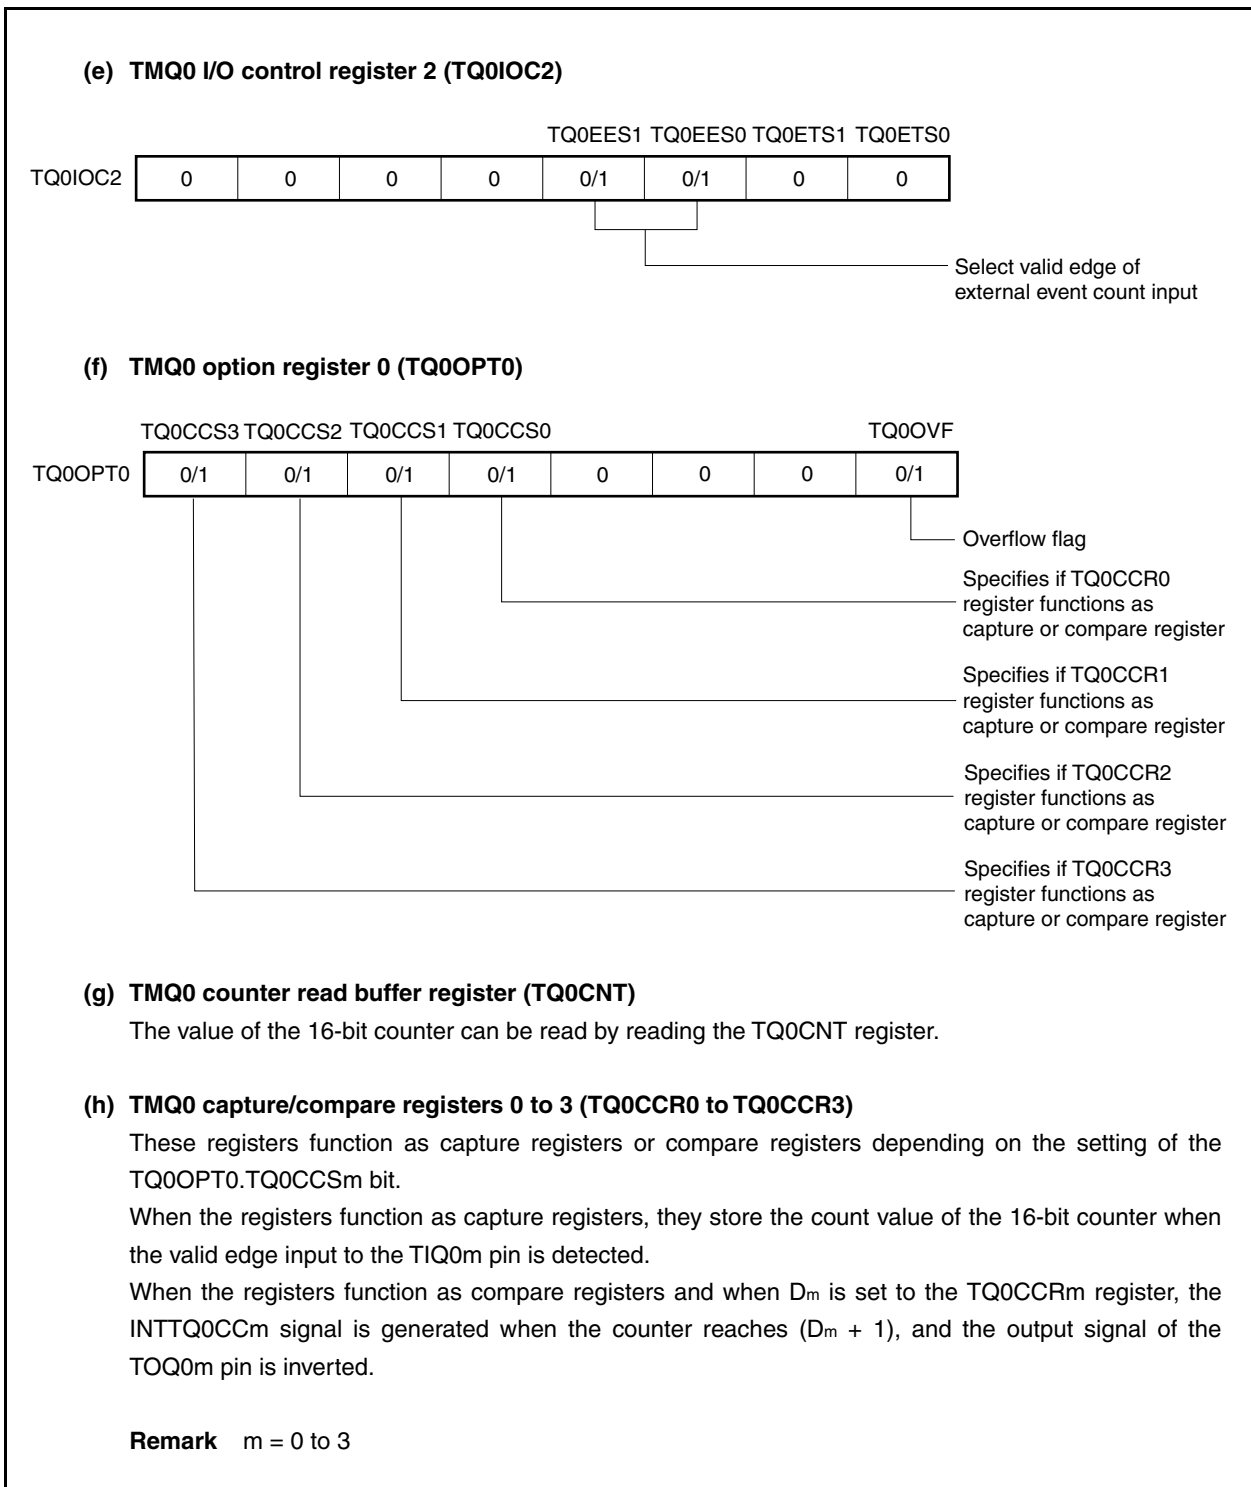 (e) TMQ0 I/O control register 2 (TQ0IOC2)
TQ0EES1 TQ0EES0 TQ0ETS1 TQ0ETS0
TQ0IOC2 0 0 0 0 0/1 0/1 0 0
Select valid edge of
external event count input
(f) TMQ0 option register 0 (TQ0OPT0)
TQ0CCS3 TQ0CCS2 TQ0CCS1 TQ0CCS0 TQ0OVF
TQ0OPT0 0/1 0/1 0/1 0/1 0 0 0 0/1
Overflow flag
Specifies if TQ0CCR0
register functions as
capture or compare register
Specifies if TQ0CCR1
register functions as
capture or compare register
Specifies if TQ0CCR2
register functions as
capture or compare register
Specifies if TQ0CCR3
register functions as
capture or compare register
(g) TMQ0 counter read buffer register (TQ0CNT)
The value of the 16-bit counter can be read by reading the TQ0CNT register.
(h) TMQ0 capture/compare registers 0 to 3 (TQ0CCR0 to TQ0CCR3)
These registers function as capture registers or compare registers depending on the setting of the
TQ0OPT0.TQ0CCSm bit.
When the registers function as capture registers, they store the count value of the 16-bit counter when
the valid edge input to the TIQ0m pin is detected.
When the registers function as compare registers and when Dm is set to the TQ0CCRm register, the
INTTQ0CCm signal is generated when the counter reaches (Dm + 1), and the output signal of the
TOQ0m pin is inverted.
Remark m = 0 to 3